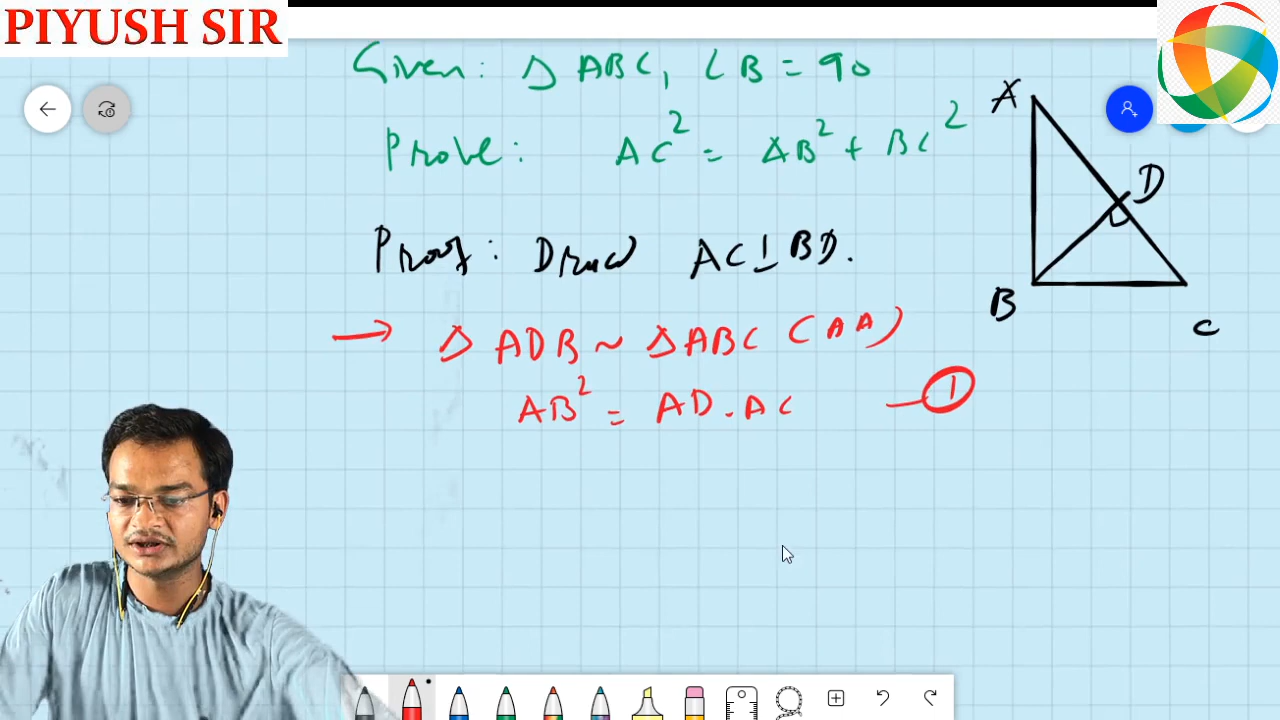 PIYUSH SIR
Given: Δ ABC, ∠B = 90
Prove: AC² = AB² + BC²
Proof: Draw AC ⊥ BD.
→ Δ ADB ~ Δ ABC (AA)
AB² = AD . AC — ①
A
D
B
C